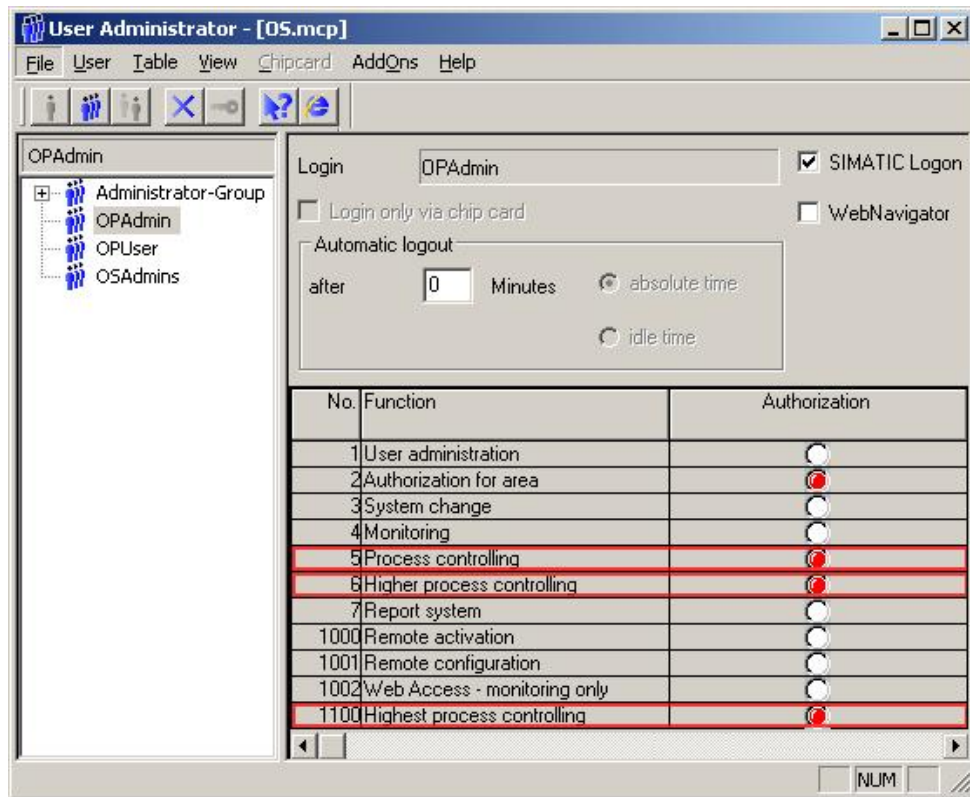 User Administrator - [OS.mcp]
File User Table View Chipcard AddOns Help
OPAdmin
Administrator-Group
OPAdmin
OPUser
OSAdmins
Login OPAdmin SIMATIC Logon
Login only via chip card WebNavigator
Automatic logout
after 0 Minutes absolute time
idle time
No. Function Authorization
1 User administration
2 Authorization for area
3 System change
4 Monitoring
5 Process controlling
6 Higher process controlling
7 Report system
1000 Remote activation
1001 Remote configuration
1002 Web Access - monitoring only
1100 Highest process controlling
NUM